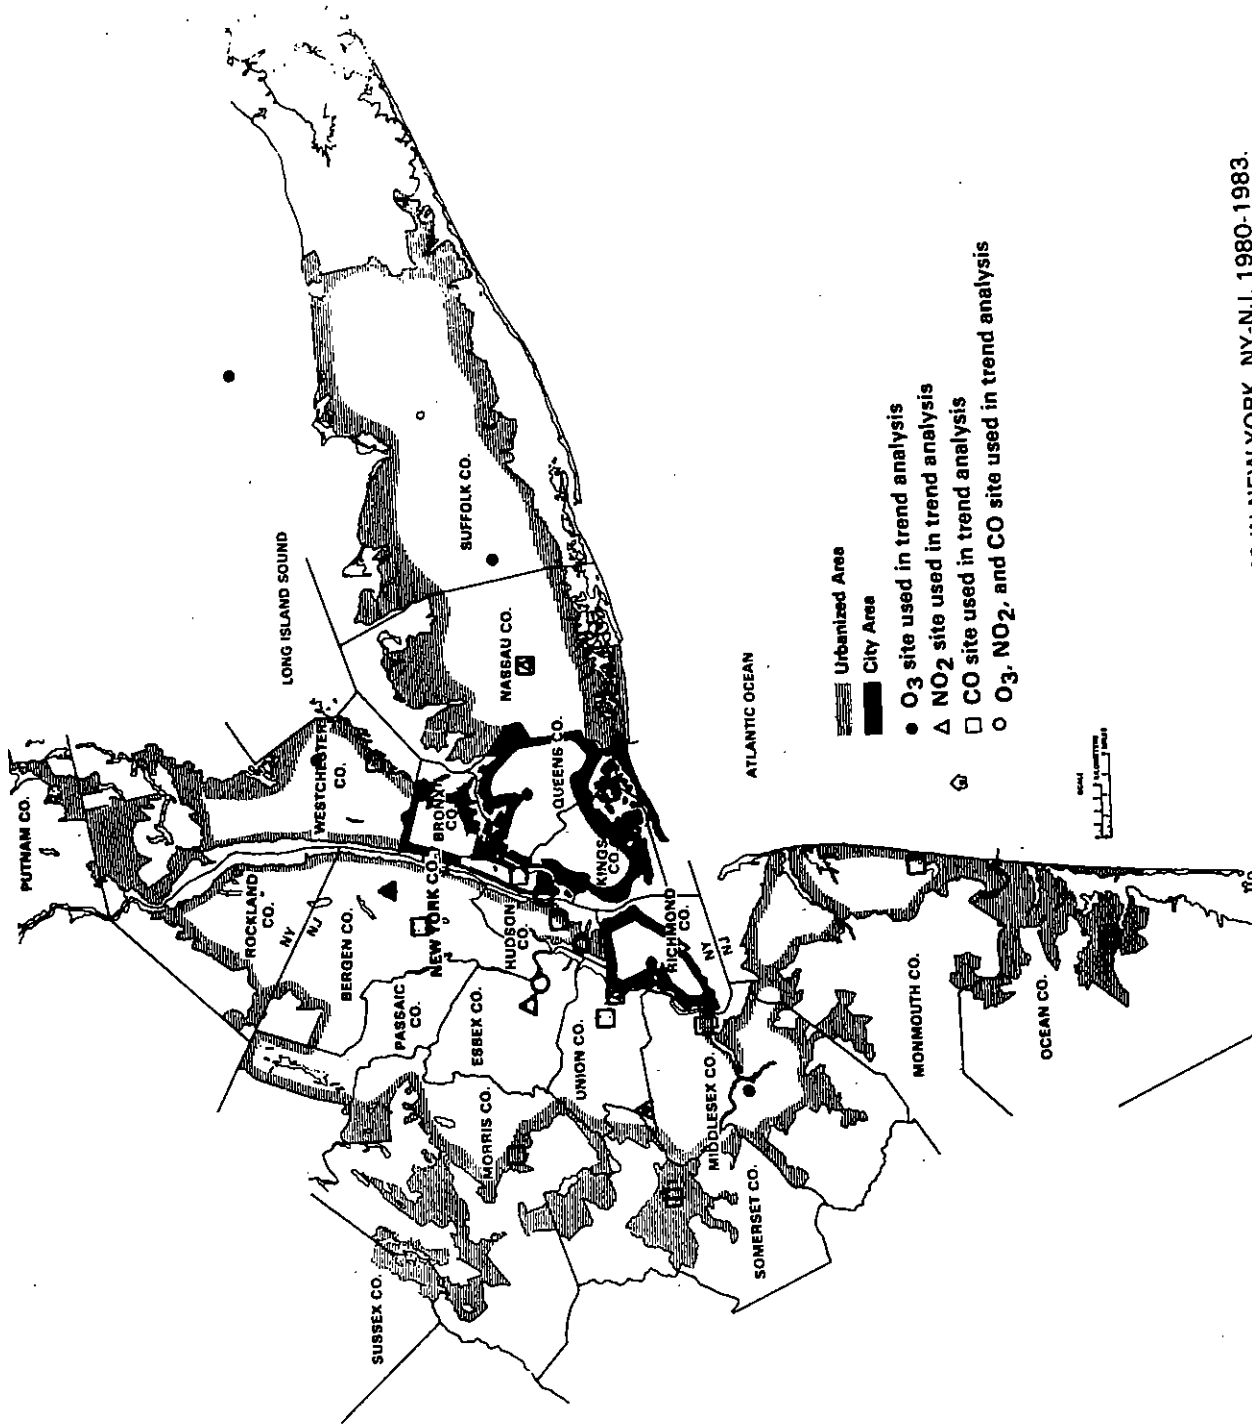 PUTNAM CO.
ROCKLAND
CO.
WESTCHESTER
CO.
LONG ISLAND SOUND
NY
NJ
BERGEN CO.
PASSAIC
CO.
NEW YORK CO.
BRONX
CO.
SUSSEX CO.
MORRIS CO.
ESSEX CO.
HUDSON
CO.
QUEENS CO.
NASSAU CO.
SUFFOLK CO.
UNION CO.
KINGS
CO.
RICHMOND
CO.
NY
NJ
MIDDLESEX CO.
SOMERSET CO.
ATLANTIC OCEAN
MONMOUTH CO.
OCEAN CO.
Urbanized Area
City Area
O3 site used in trend analysis
NO2 site used in trend analysis
CO site used in trend analysis
O3, NO2, and CO site used in trend analysis
SCALE
KILOMETERS
MILES
NEW YORK, NY-NJ, 1980-1983.